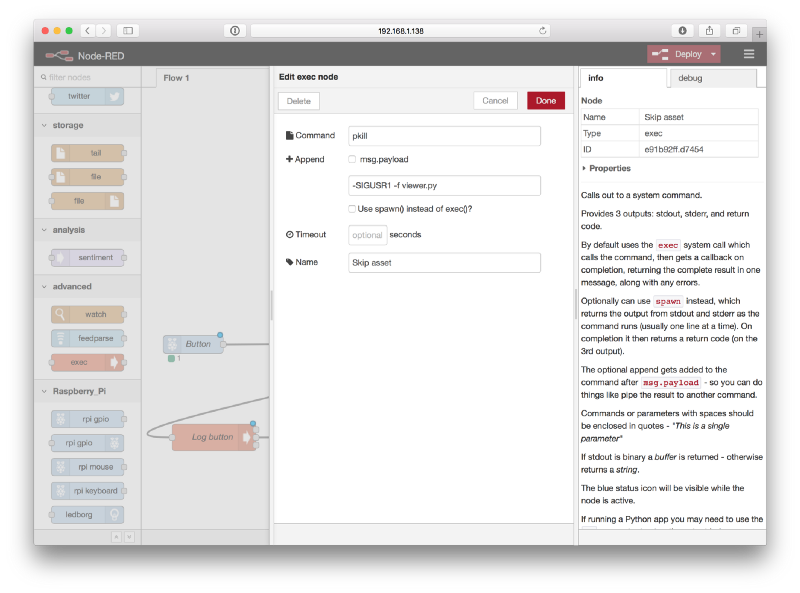 192.168.1.138
Node-RED
Deploy
filter nodes
twitter
storage
tail
file
file
analysis
sentiment
advanced
watch
feedparse
exec
Raspberry_Pi
rpi gpio
rpi gpio
rpi mouse
rpi keyboard
ledborg
Flow 1
Button
1
Log button
Edit exec node
Delete
Cancel
Done
Command
pkill
Append
msg.payload
-SIGUSR1 -f viewer.py
Use spawn() instead of exec()?
Timeout
optional
seconds
Name
Skip asset
info
debug
Node
Name
Skip asset
Type
exec
ID
e91b92ff.d7454
Properties
Calls out to a system command.
Provides 3 outputs: stdout, stderr, and return
code.
By default uses the exec system call which
calls the command, then gets a callback on
completion, returning the complete result in one
message, along with any errors.
Optionally can use spawn instead, which
returns the output from stdout and stderr as the
command runs (usually one line at a time). On
completion it then returns a return code (on the
3rd output).
The optional append gets added to the
command after msg.payload - so you can do
things like pipe the result to another command.
Commands or parameters with spaces should
be enclosed in quotes - "This is a single
parameter"
If stdout is binary a buffer is returned - otherwise
returns a string.
The blue status icon will be visible while the
node is active.
If running a Python app you may need to use the